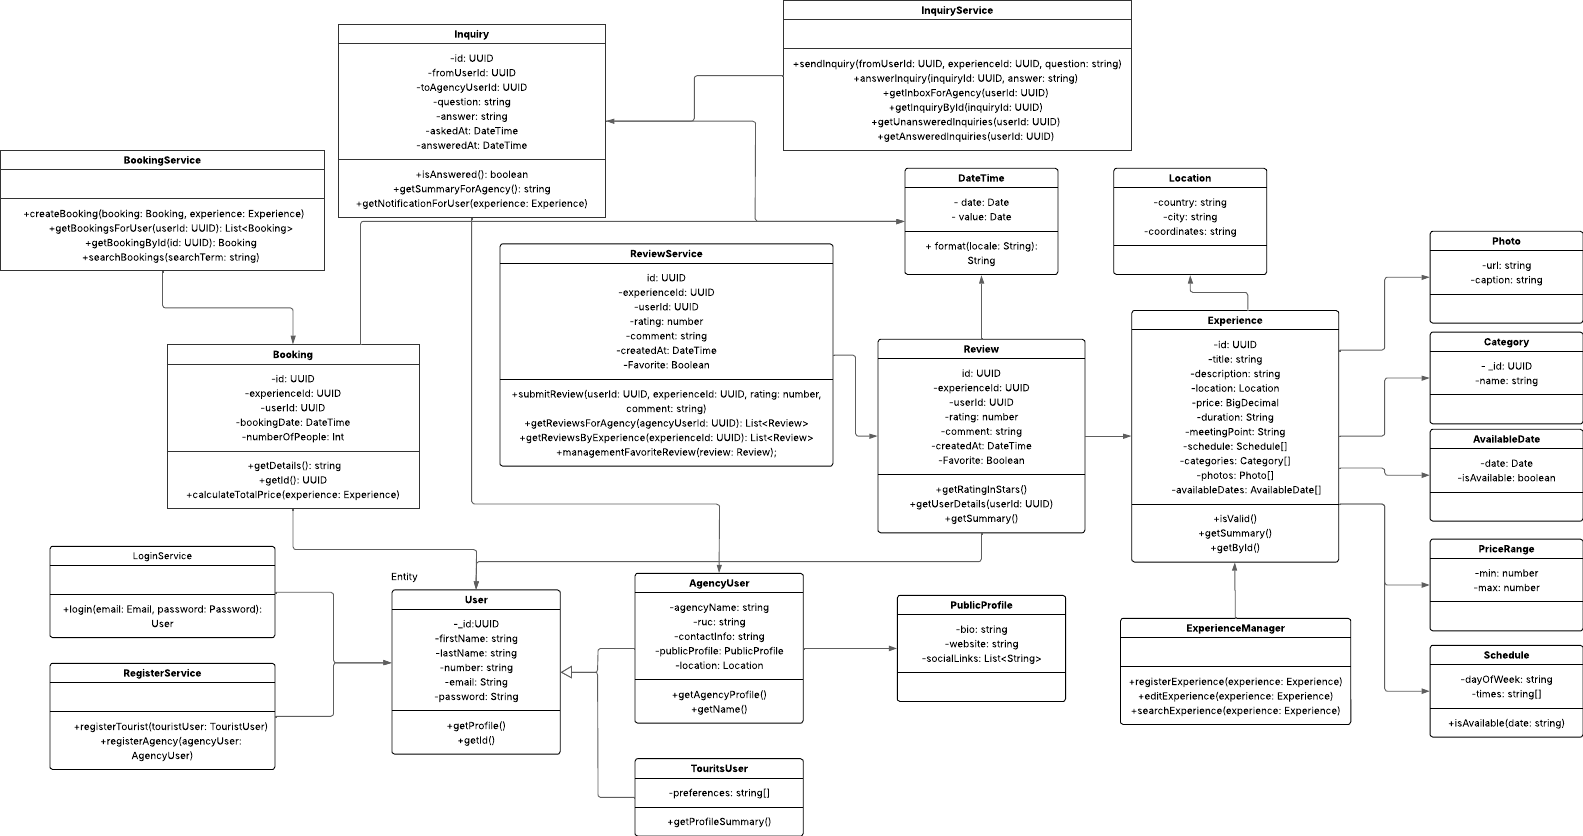 InquiryService
+sendInquiry(fromUserId: UUID, experienceId: UUID, question: string)
+answerInquiry(inquiryId: UUID, answer: string)
+getInboxForAgency(userId: UUID)
+getInquiryById(inquiryId: UUID)
+getUnansweredInquiries(userId: UUID)
+getAnsweredInquiries(userId: UUID)
Inquiry
-id: UUID
-fromUserId: UUID
-toAgencyUserId: UUID
-question: string
-answer: string
-askedAt: DateTime
-answeredAt: DateTime
+isAnswered(): boolean
+getSummaryForAgency(): string
+getNotificationForUser(experience: Experience)
BookingService
+createBooking(booking: Booking, experience: Experience)
+getBookingsForUser(userId: UUID): List<Booking>
+getBookingById(id: UUID): Booking
+searchBookings(searchTerm: string)
DateTime
- date: Date
- value: Date
+ format(locale: String):
String
Location
-country: string
-city: string
-coordinates: string
Photo
-url: string
-caption: string
ReviewService
id: UUID
-experienceId: UUID
-userId: UUID
-rating: number
-comment: string
-createdAt: DateTime
-Favorite: Boolean
+submitReview(userId: UUID, experienceId: UUID, rating: number,
comment: string)
+getReviewsForAgency(agencyUserId: UUID): List<Review>
+getReviewsByExperience(experienceId: UUID): List<Review>
+managementFavoriteReview(review: Review);
Experience
-id: UUID
-title: string
-description: string
-location: Location
-price: BigDecimal
-duration: String
-meetingPoint: String
-schedule: Schedule[]
-categories: Category[]
-photos: Photo[]
-availableDates: AvailableDate[]
+isValid()
+getSummary()
+getById()
Category
- _id: UUID
-name: string
Booking
-id: UUID
-experienceId: UUID
-userId: UUID
-bookingDate: DateTime
-numberOfPeople: Int
+getDetails(): string
+getId(): UUID
+calculateTotalPrice(experience: Experience)
Review
id: UUID
-experienceId: UUID
-userId: UUID
-rating: number
-comment: string
-createdAt: DateTime
-Favorite: Boolean
+getRatingInStars()
+getUserDetails(userId: UUID)
+getSummary()
AvailableDate
-date: Date
-isAvailable: boolean
LoginService
+login(email: Email, password: Password):
User
Entity
User
-_id:UUID
-firstName: string
-lastName: string
-number: string
-email: String
-password: String
+getProfile()
+getId()
AgencyUser
-agencyName: string
-ruc: string
-contactInfo: string
-publicProfile: PublicProfile
-location: Location
+getAgencyProfile()
+getName()
PublicProfile
-bio: string
-website: string
-socialLinks: List<String>
PriceRange
-min: number
-max: number
ExperienceManager
+registerExperience(experience: Experience)
+editExperience(experience: Experience)
+searchExperience(experience: Experience)
Schedule
-dayOfWeek: string
-times: string[]
+isAvailable(date: string)
RegisterService
+registerTourist(touristUser: TouristUser)
+registerAgency(agencyUser:
AgencyUser)
TouritsUser
-preferences: string[]
+getProfileSummary()